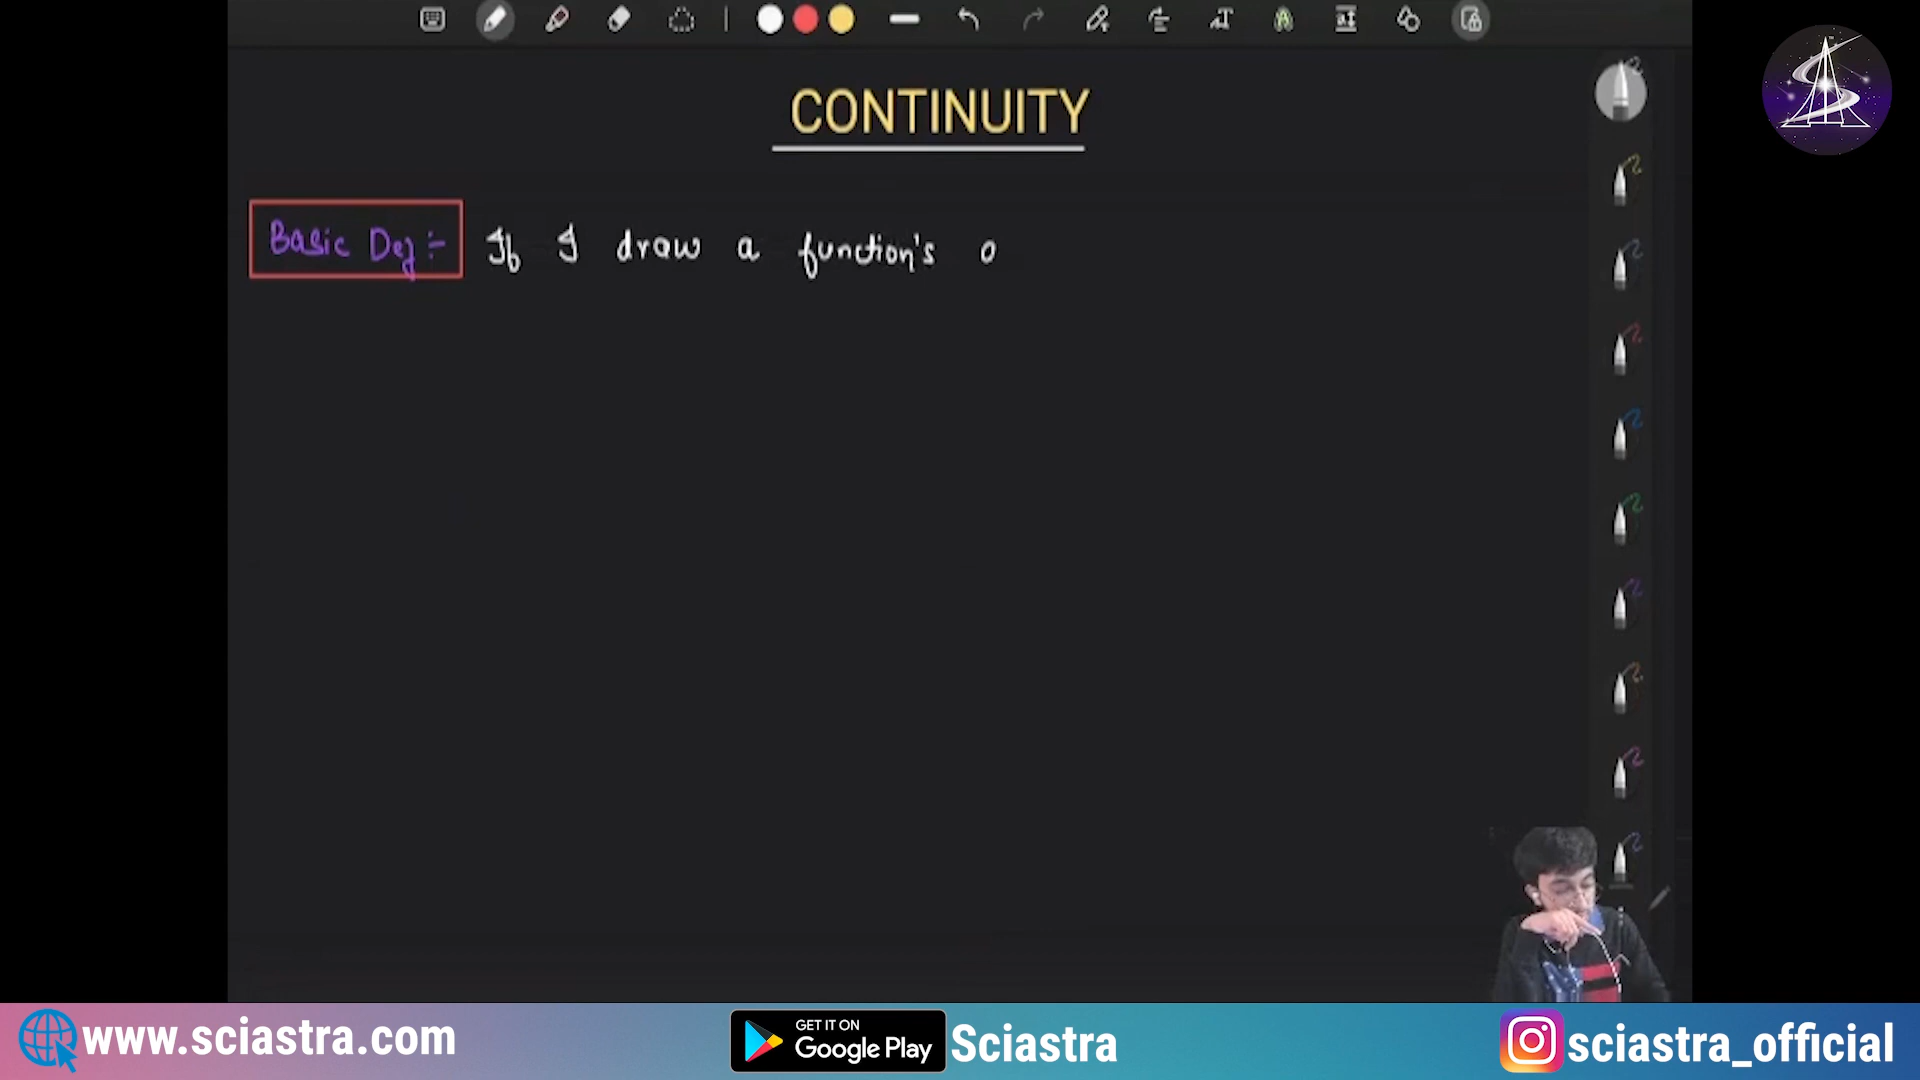 CONTINUITY
Basic Def :- If I draw a function's
www.sciastra.com
GET IT ON
Google Play
Sciastra
sciastra_official